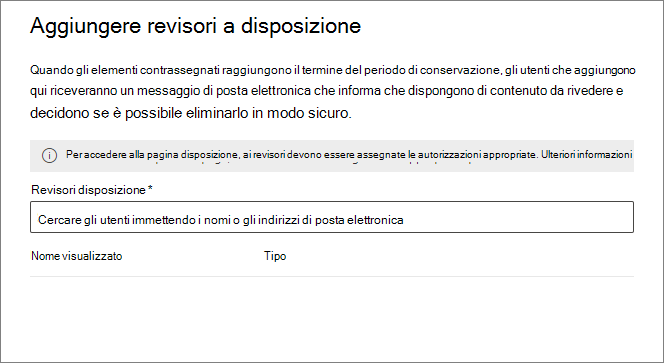 Aggiungere revisori a disposizione
Quando gli elementi contrassegnati raggiungono il termine del periodo di conservazione, gli utenti che aggiungono
qui riceveranno un messaggio di posta elettronica che informa che dispongono di contenuto da rivedere e
decidono se è possibile eliminarlo in modo sicuro.
Per accedere alla pagina disposizione, ai revisori devono essere assegnate le autorizzazioni appropriate. Ulteriori informazioni
Revisori disposizione *
Cercare gli utenti immettendo i nomi o gli indirizzi di posta elettronica
Nome visualizzato Tipo